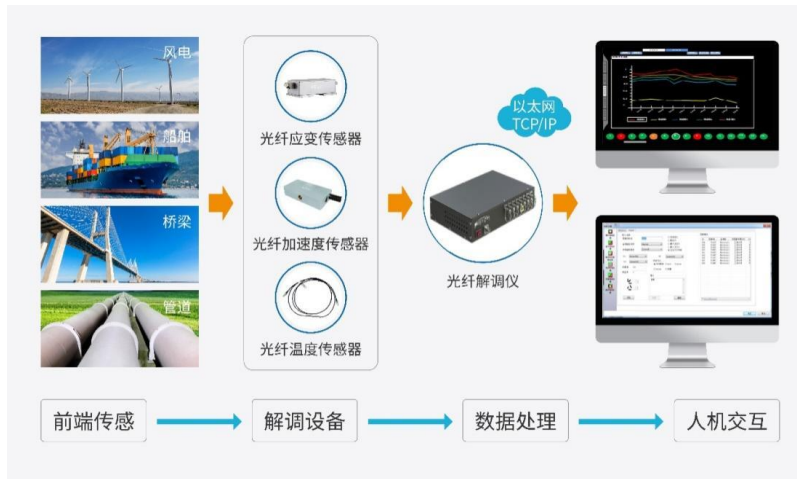 风电
船舶
桥梁
管道
光纤应变传感器
光纤加速度传感器
光纤温度传感器
以太网
TCP/IP
光纤解调仪
前端传感
解调设备
数据处理
人机交互